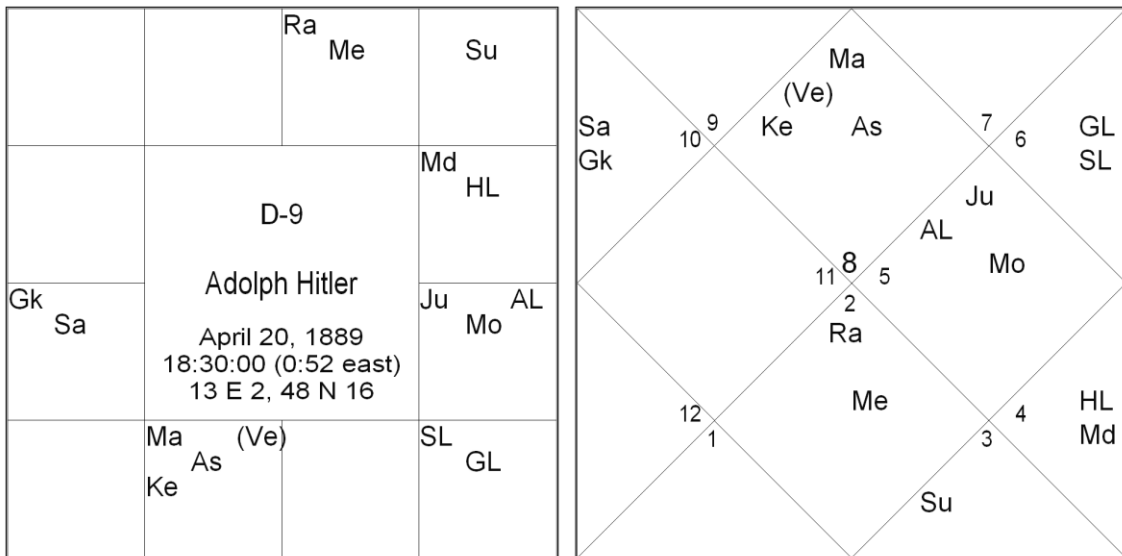 Ra
Me
Su
Md
HL
D-9
Adolph Hitler
April 20, 1889
18:30:00 (0:52 east)
13 E 2, 48 N 16
Gk
Sa
Ju AL
Mo
Ma (Ve)
As
Ke
SL
GL
Ma
(Ve)
Ke As
Sa
Gk
9
10
7
6
GL
SL
Ju
AL
Mo
8
11 5
2
Ra
Me
12
1
4
3
HL
Md
Su